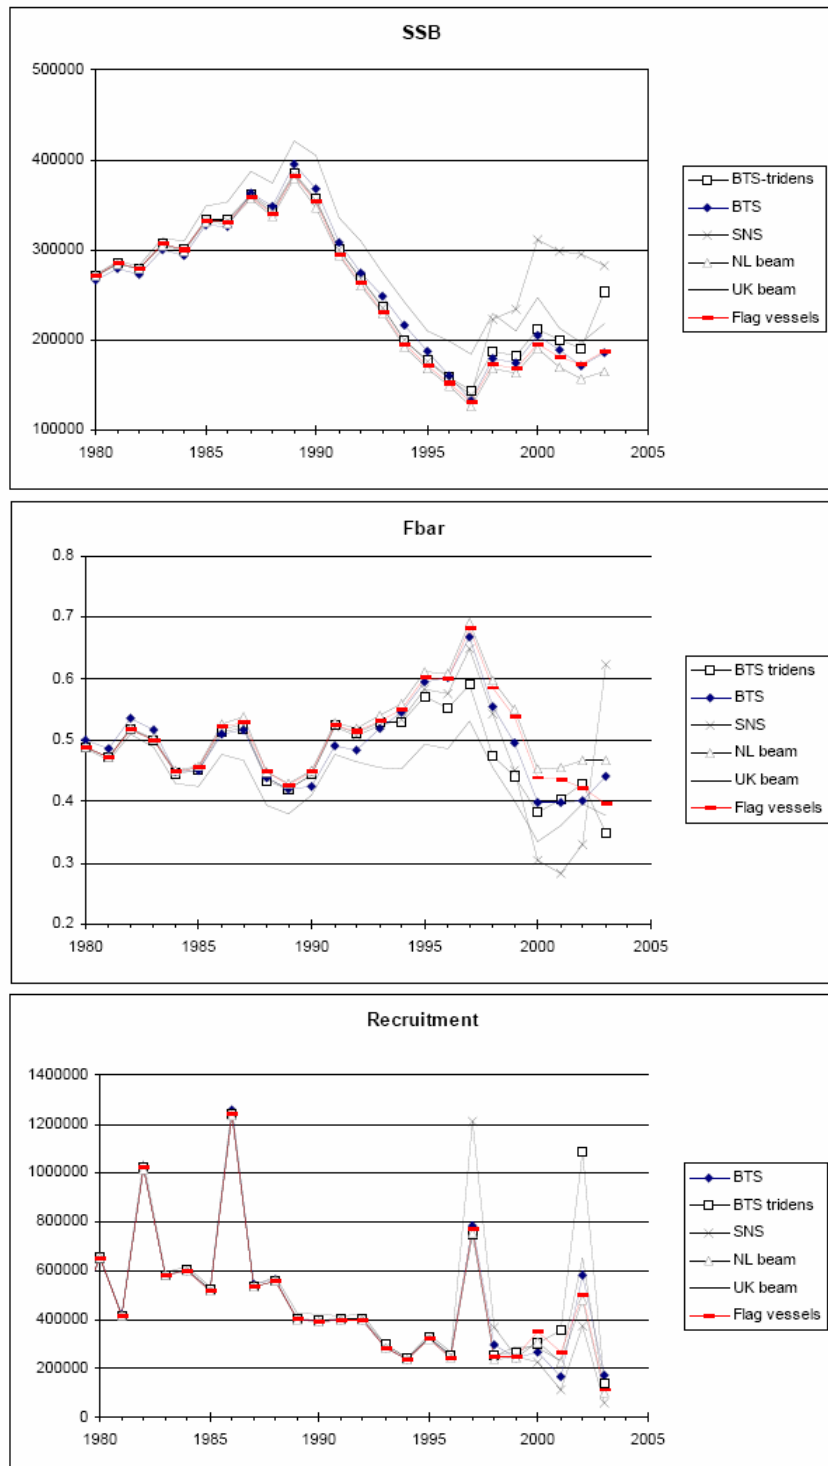 SSB
500000
400000
300000
200000
100000
1980 1985 1990 1995 2000 2005
BTS-tridens
BTS
SNS
NL beam
UK beam
Flag vessels
Fbar
0.8
0.7
0.6
0.5
0.4
0.3
0.2
1980 1985 1990 1995 2000 2005
BTS tridens
BTS
SNS
NL beam
UK beam
Flag vessels
Recruitment
1400000
1200000
1000000
800000
600000
400000
200000
0
1980 1985 1990 1995 2000 2005
BTS
BTS tridens
SNS
NL beam
UK beam
Flag vessels